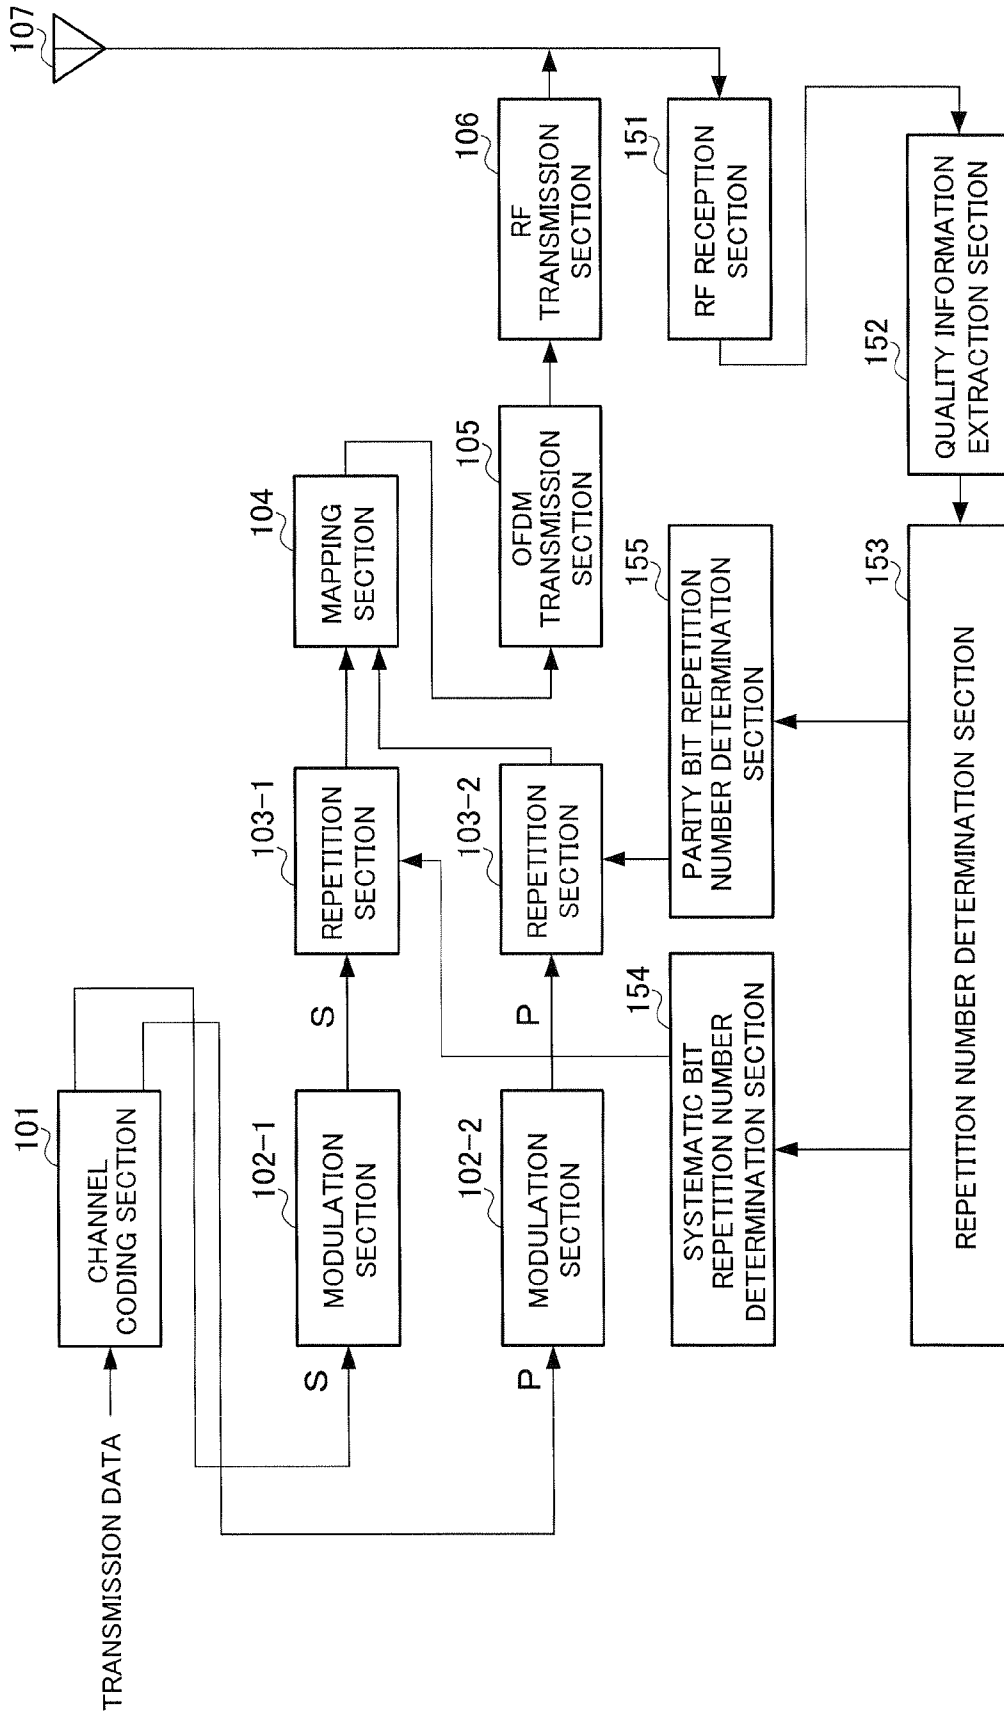 TRANSMISSION DATA
101
CHANNEL
CODING SECTION
S
102-1
MODULATION
SECTION
S
103-1
REPETITION
SECTION
104
MAPPING
SECTION
P
102-2
MODULATION
SECTION
P
103-2
REPETITION
SECTION
105
OFDM
TRANSMISSION
SECTION
106
RF
TRANSMISSION
SECTION
107
154
SYSTEMATIC BIT
REPETITION NUMBER
DETERMINATION SECTION
155
PARITY BIT REPETITION
NUMBER DETERMINATION
SECTION
151
RF RECEPTION
SECTION
153
REPETITION NUMBER DETERMINATION SECTION
152
QUALITY INFORMATION
EXTRACTION SECTION